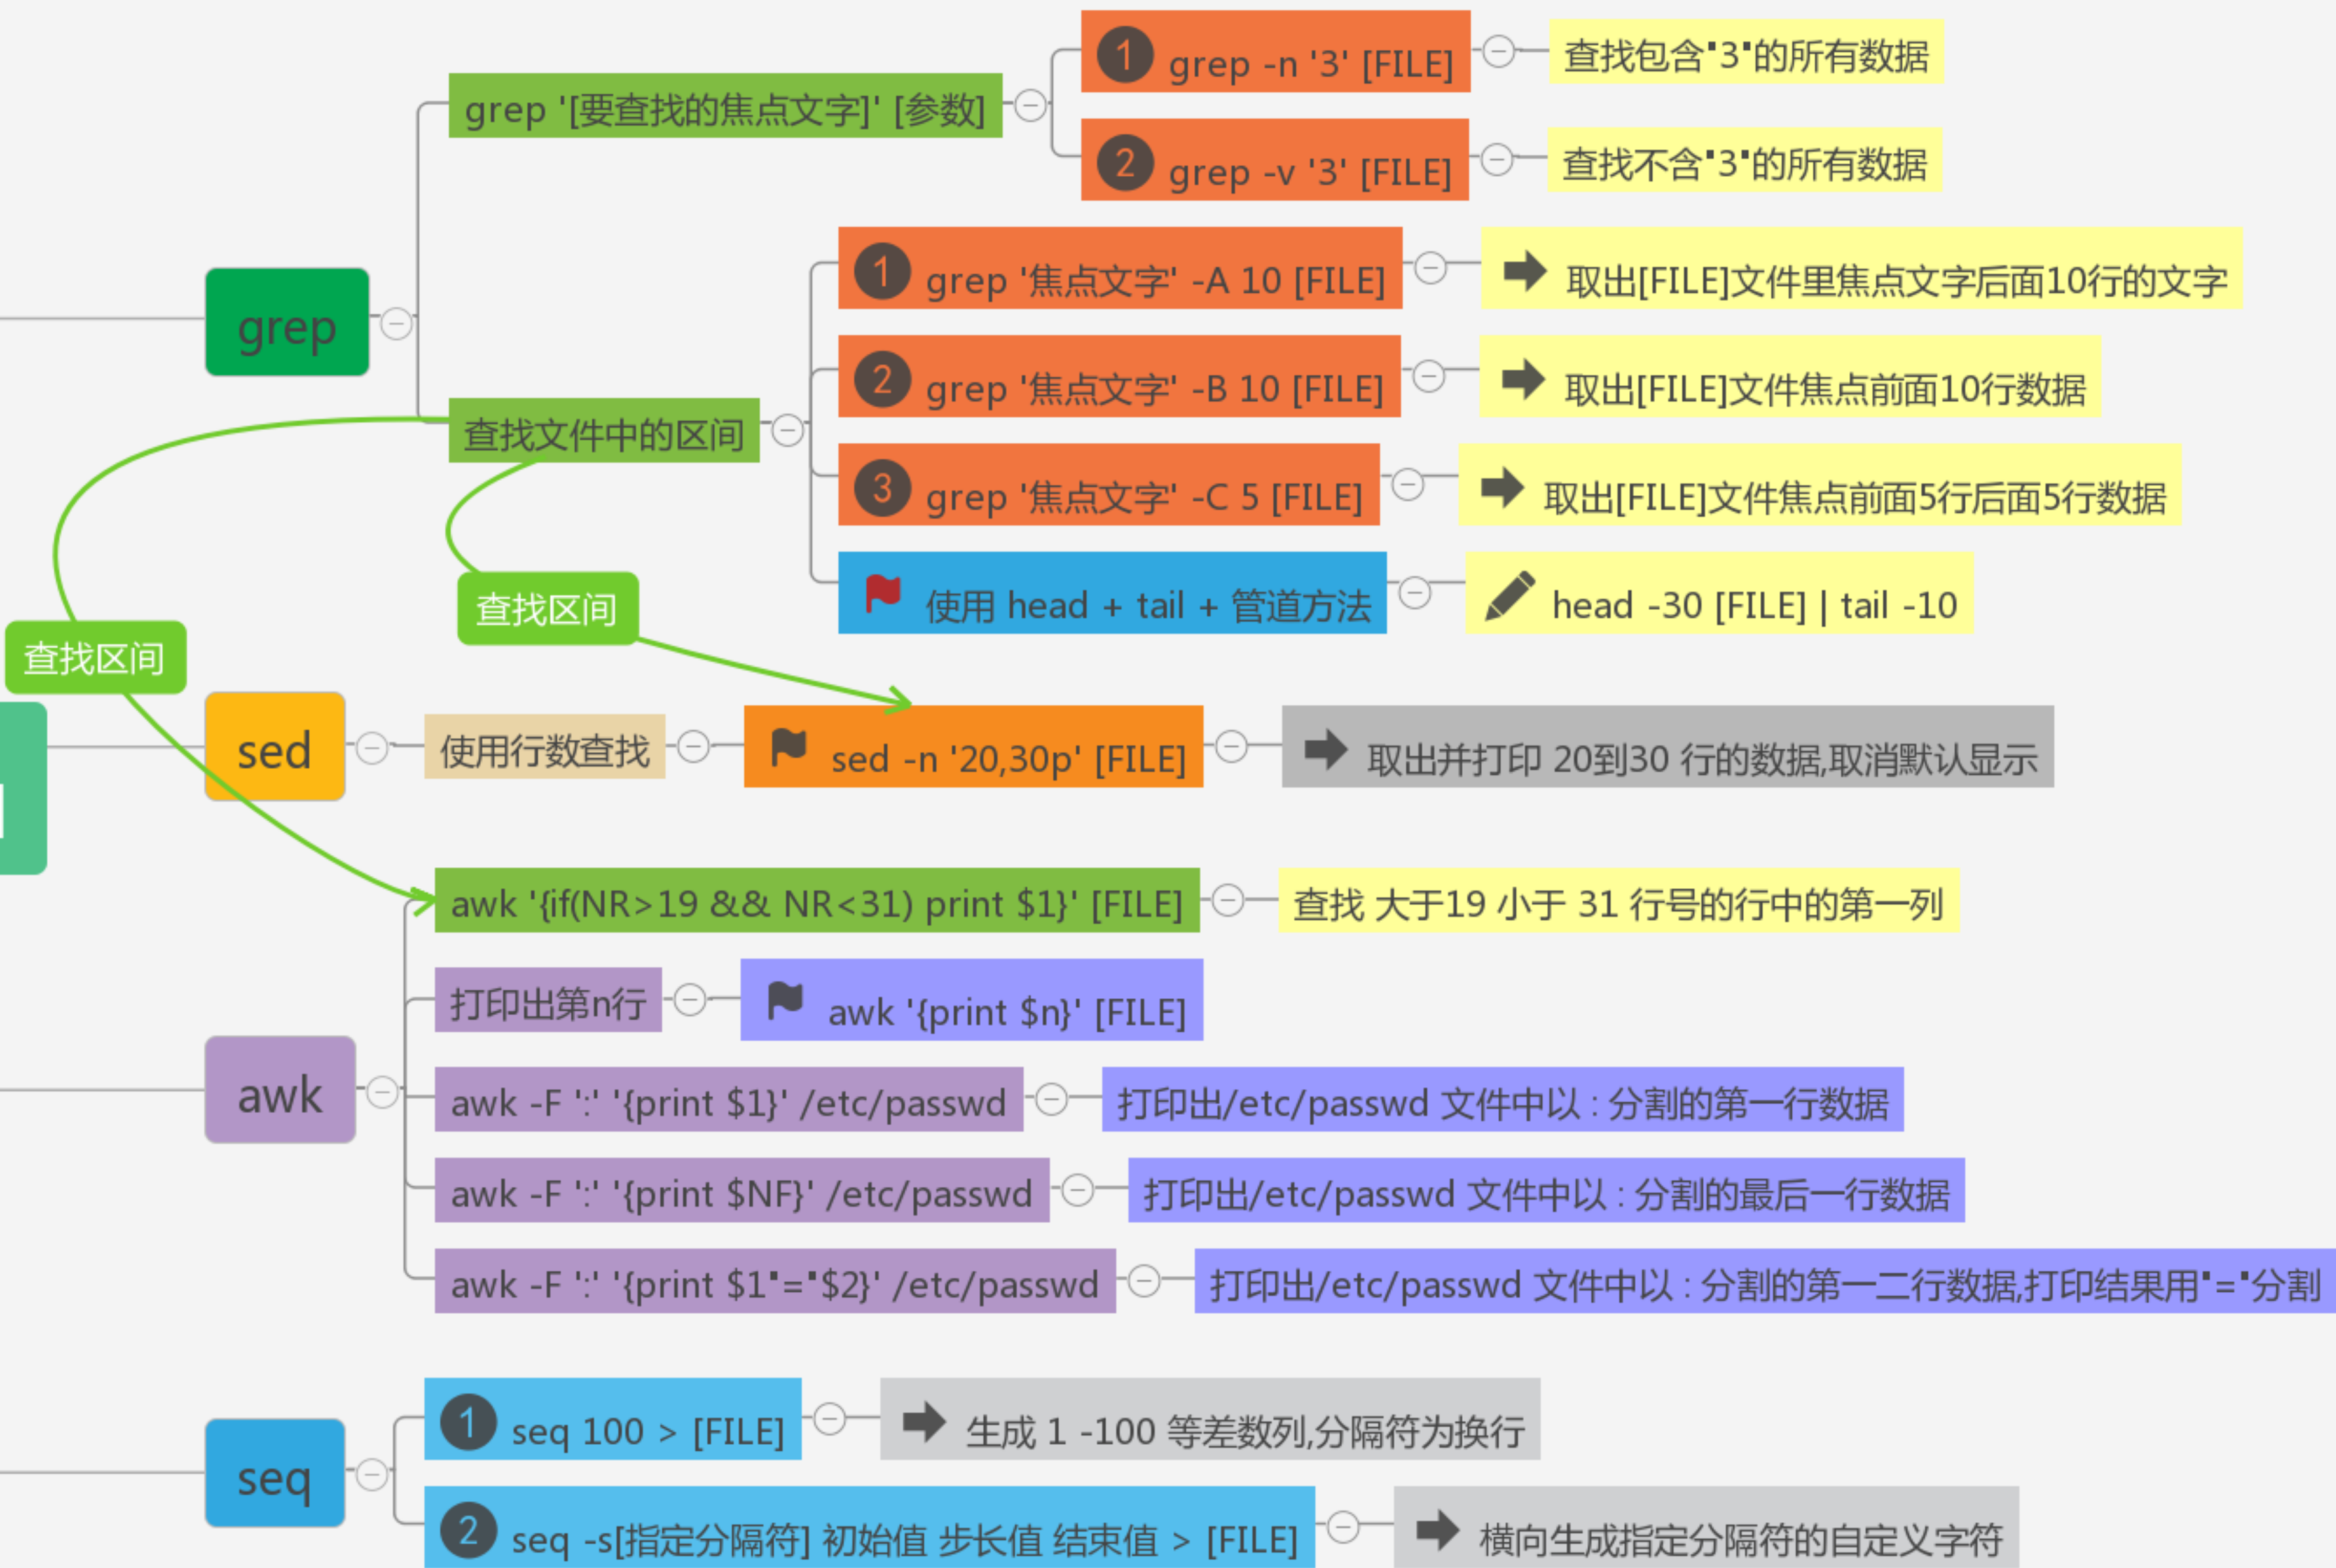 grep
grep '[要查找的焦点文字]' [参数]
1 grep -n '3' [FILE]
查找包含"3"的所有数据
2 grep -v '3' [FILE]
查找不含"3"的所有数据
查找文件中的区间
1 grep '焦点文字' -A 10 [FILE]
取出[FILE]文件里焦点文字后面10行的文字
2 grep '焦点文字' -B 10 [FILE]
取出[FILE]文件焦点前面10行数据
3 grep '焦点文字' -C 5 [FILE]
取出[FILE]文件焦点前面5行后面5行数据
使用 head + tail + 管道方法
head -30 [FILE] | tail -10
查找区间
查找区间
sed
使用行数查找
sed -n '20,30p' [FILE]
取出并打印 20到30 行的数据,取消默认显示
awk
awk '{if(NR>19 && NR<31) print $1}' [FILE]
查找 大于19 小于 31 行号的行中的第一列
打印出第n行
awk '{print $n}' [FILE]
awk -F ':' '{print $1}' /etc/passwd
打印出/etc/passwd 文件中以 : 分割的第一行数据
awk -F ':' '{print $NF}' /etc/passwd
打印出/etc/passwd 文件中以 : 分割的最后一行数据
awk -F ':' '{print $1"="$2}' /etc/passwd
打印出/etc/passwd 文件中以 : 分割的第一二行数据,打印结果用"="分割
seq
1 seq 100 > [FILE]
生成 1 -100 等差数列,分隔符为换行
2 seq -s[指定分隔符] 初始值 步长值 结束值 > [FILE]
横向生成指定分隔符的自定义字符